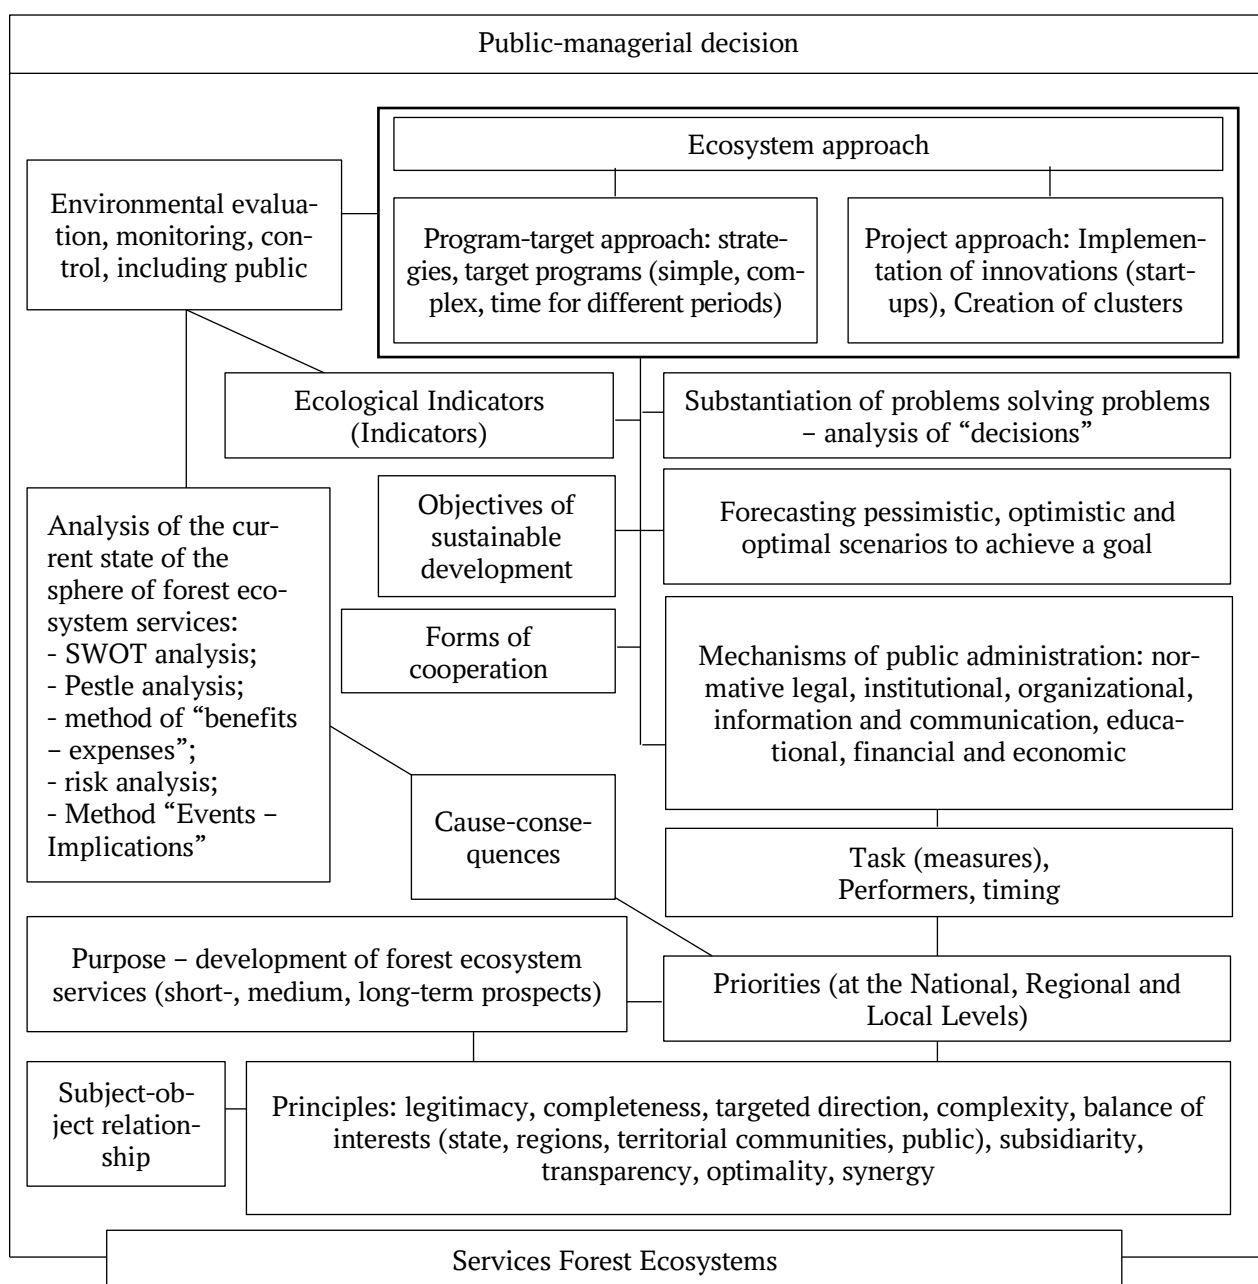 Public-managerial decision
Ecosystem approach
Environmental evalua-
tion, monitoring, con-
trol, including public
Program-target approach: strate-
gies, target programs (simple, com-
plex, time for different periods)
Project approach: Implemen-
tation of innovations (start-
ups), Creation of clusters
Ecological Indicators
(Indicators)
Substantiation of problems solving problems
– analysis of “decisions”
Objectives of
sustainable
development
Forecasting pessimistic, optimistic and
optimal scenarios to achieve a goal
Analysis of the cur-
rent state of the
sphere of forest eco-
system services:
- SWOT analysis;
- Pestle analysis;
- method of “benefits
– expenses”;
- risk analysis;
- Method “Events –
Implications”
Forms of
cooperation
Mechanisms of public administration: nor-
mative legal, institutional, organizational,
information and communication, educa-
tional, financial and economic
Cause-conse-
quences
Task (measures),
Performers, timing
Purpose – development of forest ecosystem
services (short-, medium, long-term prospects)
Priorities (at the National, Regional and
Local Levels)
Subject-ob-
ject relation-
ship
Principles: legitimacy, completeness, targeted direction, complexity, balance of
interests (state, regions, territorial communities, public), subsidiarity,
transparency, optimality, synergy
Services Forest Ecosystems